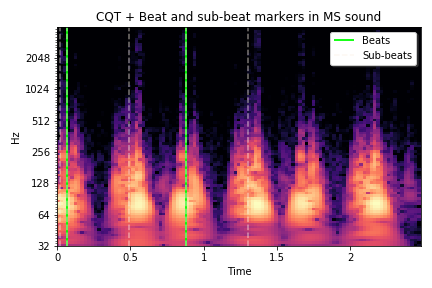 CQT + Beat and sub-beat markers in MS sound
Beats
Sub-beats
2048
1024
512
256
128
64
32
Hz
0
0.5
1
1.5
2
Time